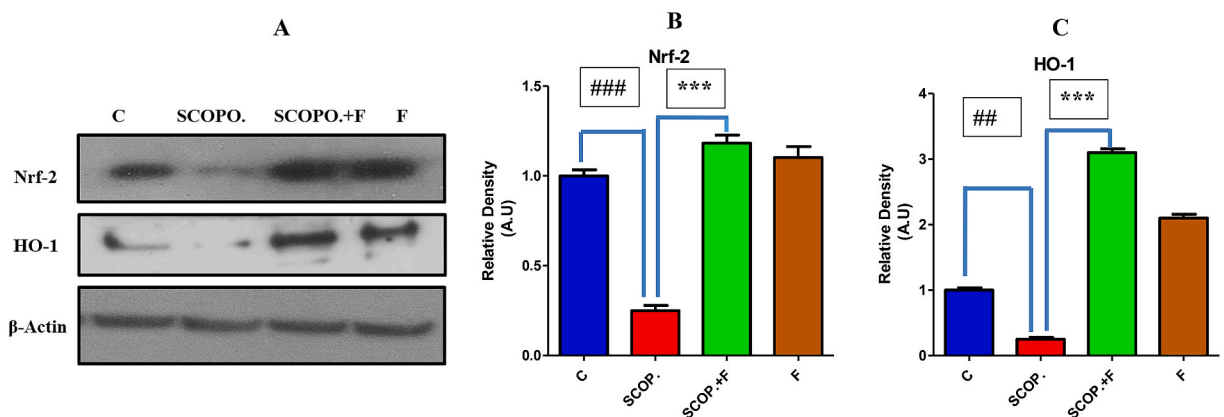 A
C SCOPO. SCOPO.+F F
Nrf-2
HO-1
β-Actin
B
Nrf-2
### ***
Relative Density
(A.U)
1.5
1.0
0.5
0.0
C SCOP. SCOP.+F F
C
HO-1
## ***
Relative Density
(A.U)
4
3
2
1
0
C SCOP. SCOP.+F F